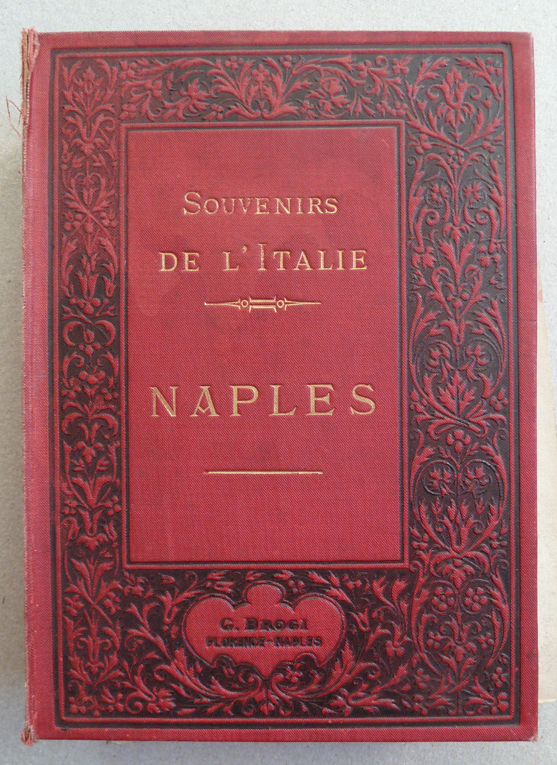 SOUVENIRS
DE L'ITALIE
NAPLES
G. BROGI
FLORENCE-NAPLES